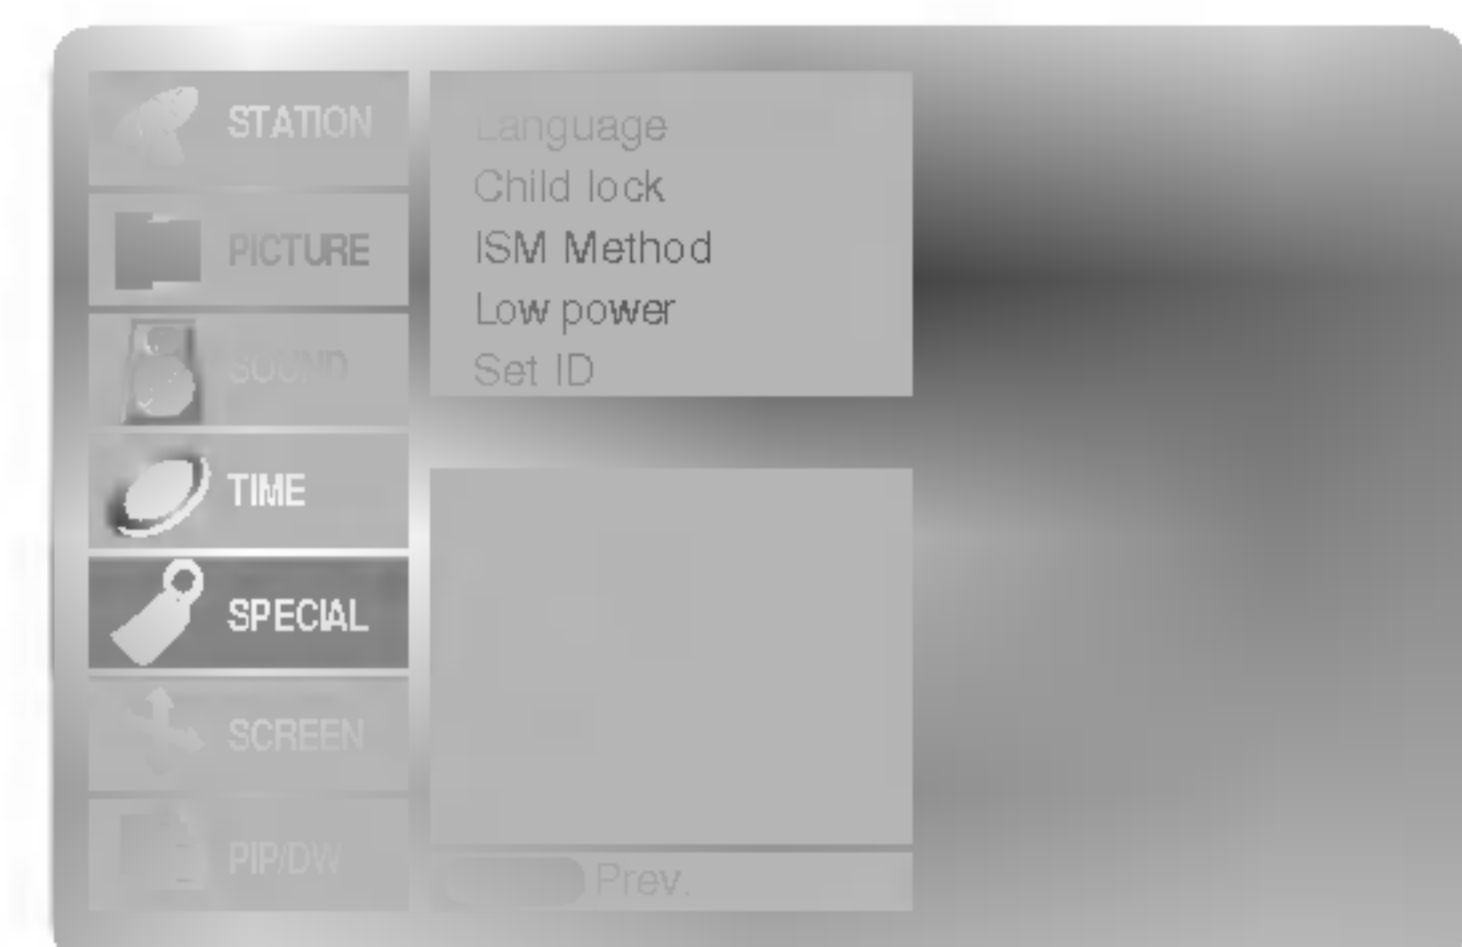 STATION
PICTURE
SOUND
TIME
SPECIAL
SCREEN
PIP/DW
Language
Child lock
ISM Method
Low power
Set ID
Prev.